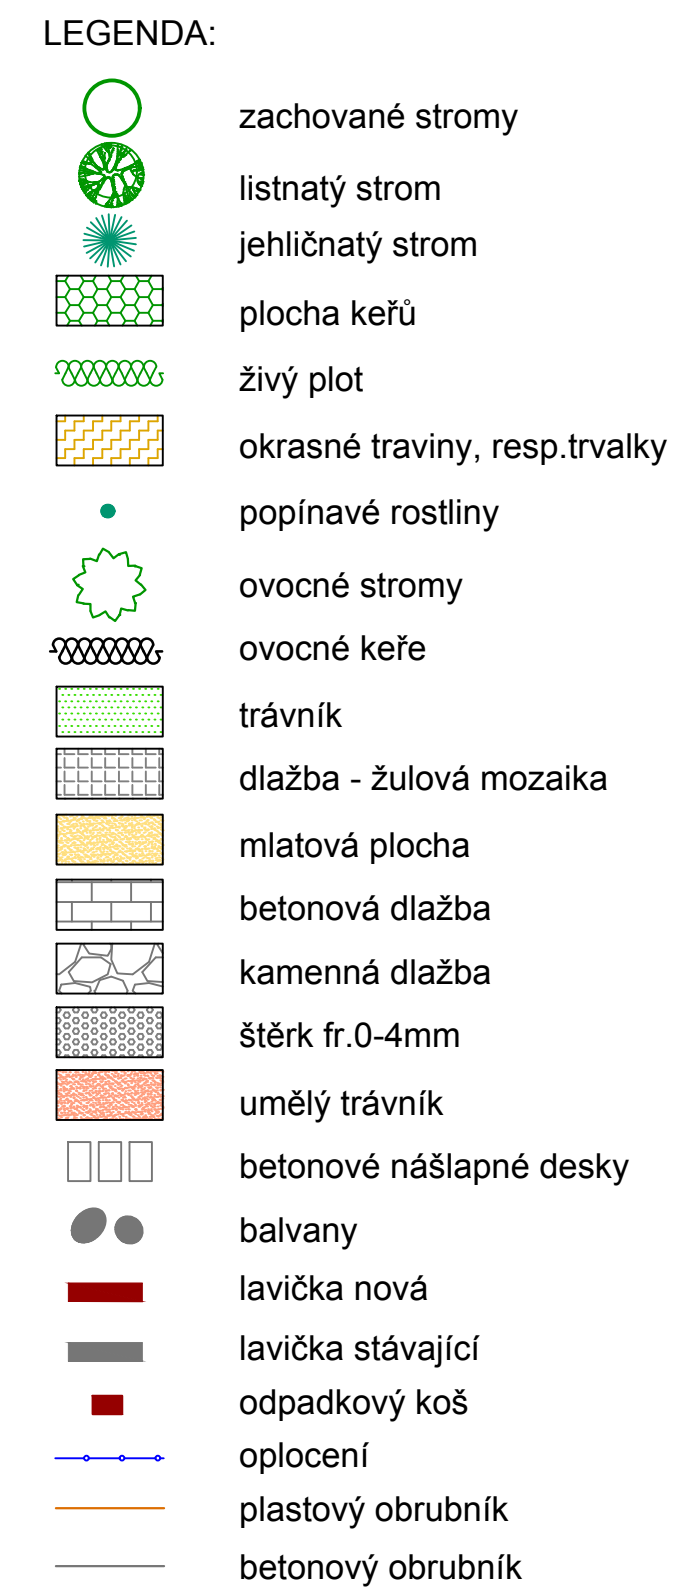 LEGENDA:
zachované stromy
listnatý strom
jehličnatý strom
plocha keřů
živý plot
okrasné traviny, resp.trvalky
popínavé rostliny
ovocné stromy
ovocné keře
trávník
dlažba - žulová mozaika
mlatová plocha
betonová dlažba
kamenná dlažba
štěrk fr.0-4mm
umělý trávník
betonové nášlapné desky
balvany
lavička nová
lavička stávající
odpadkový koš
oplocení
plastový obrubník
betonový obrubník